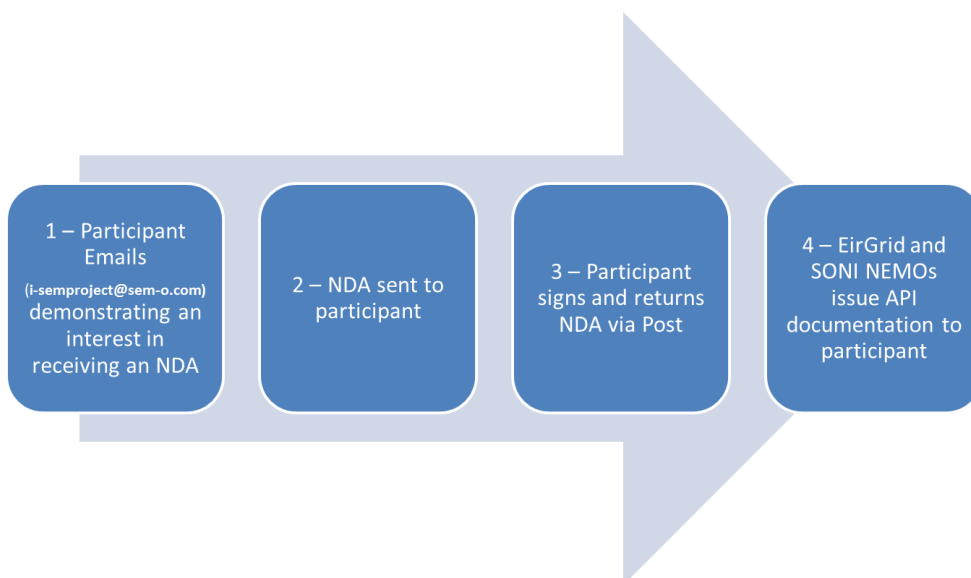 1 – Participant
Emails
(i-semproject@sem-o.com)
demonstrating an
interest in
receiving an NDA
2 – NDA sent to
participant
3 – Participant
signs and returns
NDA via Post
4 – EirGrid and
SONI NEMOs
issue API
documentation to
participant